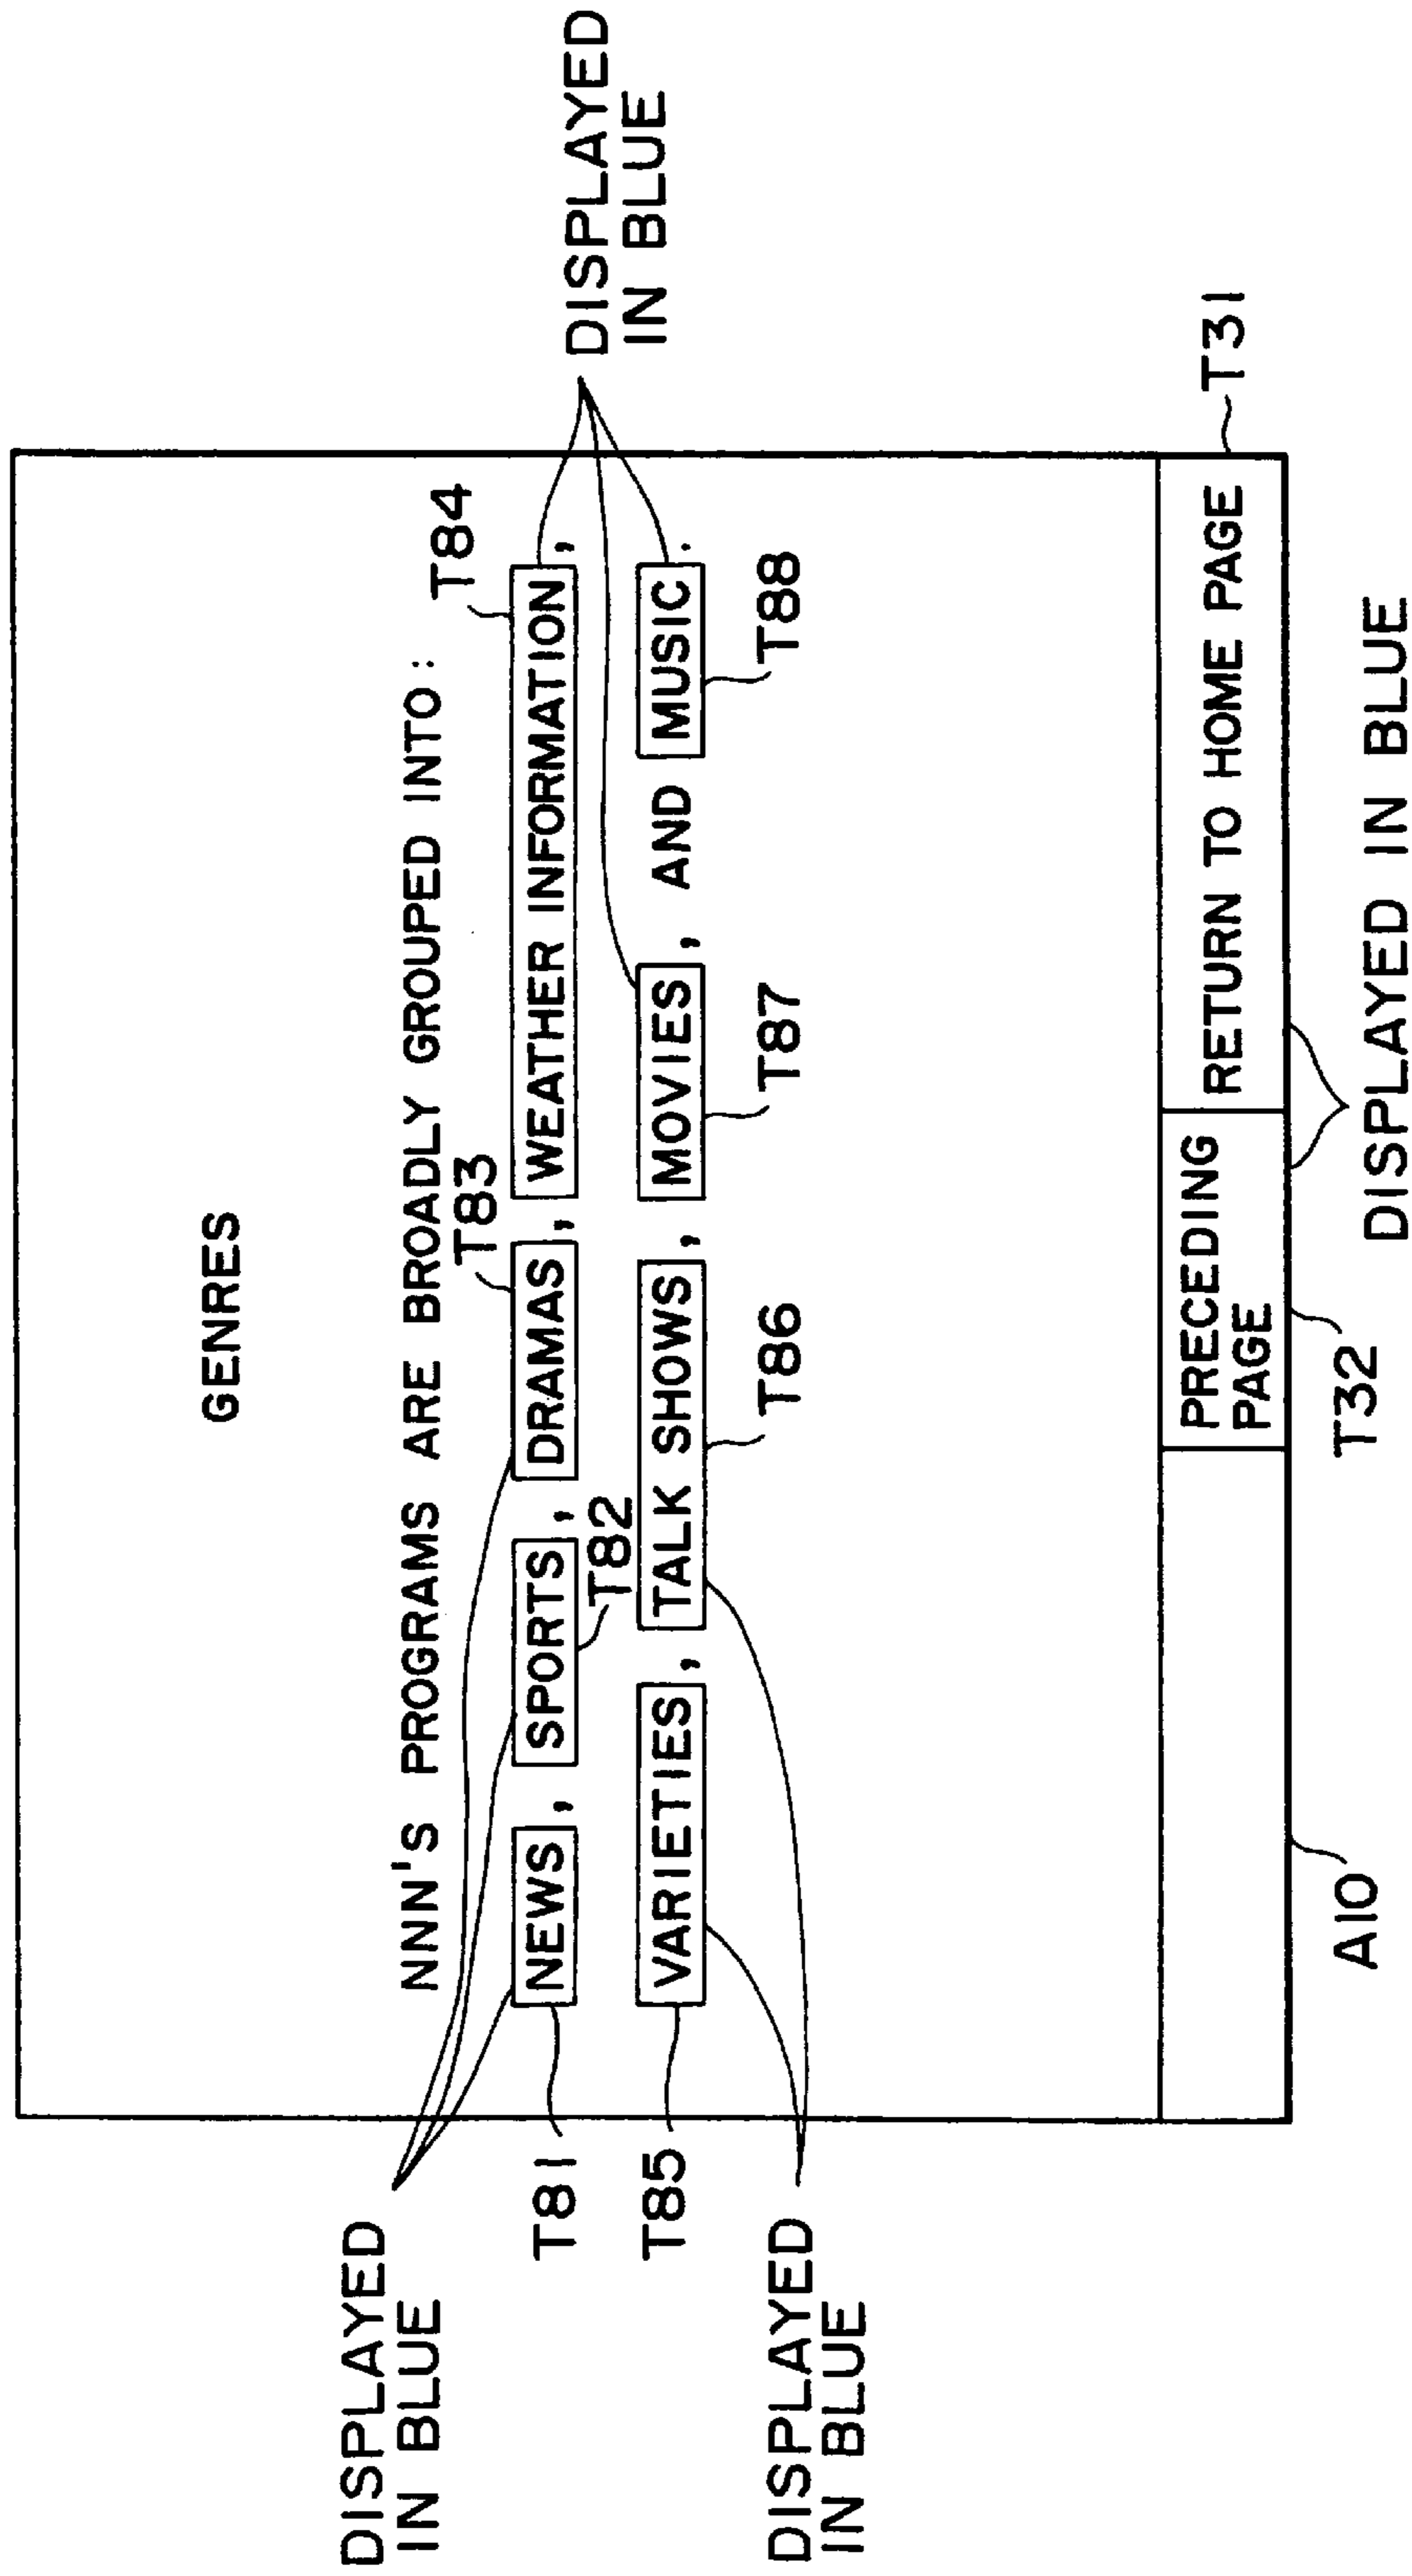 GENRES
NNN'S PROGRAMS ARE BROADLY GROUPED INTO:
DISPLAYED
IN BLUE
T83
T84
T81
NEWS, SPORTS, DRAMAS, WEATHER INFORMATION,
DISPLAYED
IN BLUE
T82
T85
VARIETIES, TALK SHOWS, MOVIES, AND MUSIC.
T86
T87
T88
DISPLAYED
IN BLUE
PRECEDING
PAGE
RETURN TO HOME PAGE
T31
A10
T32
DISPLAYED IN BLUE